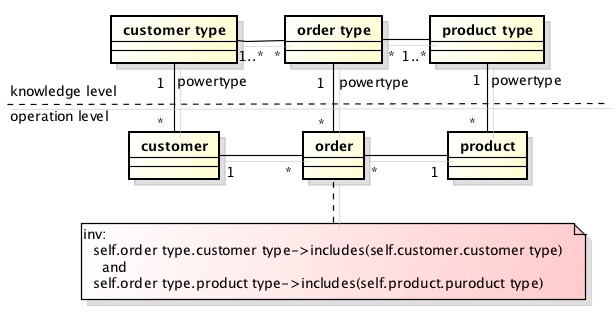 customer type order type product type
1..* * * 1..*
1 powertype 1 powertype 1 powertype
knowledge level
operation level
* * *
customer order product
1 * * 1
inv:
self.order type.customer type->includes(self.customer.customer type)
and
self.order type.product type->includes(self.product.puroduct type)